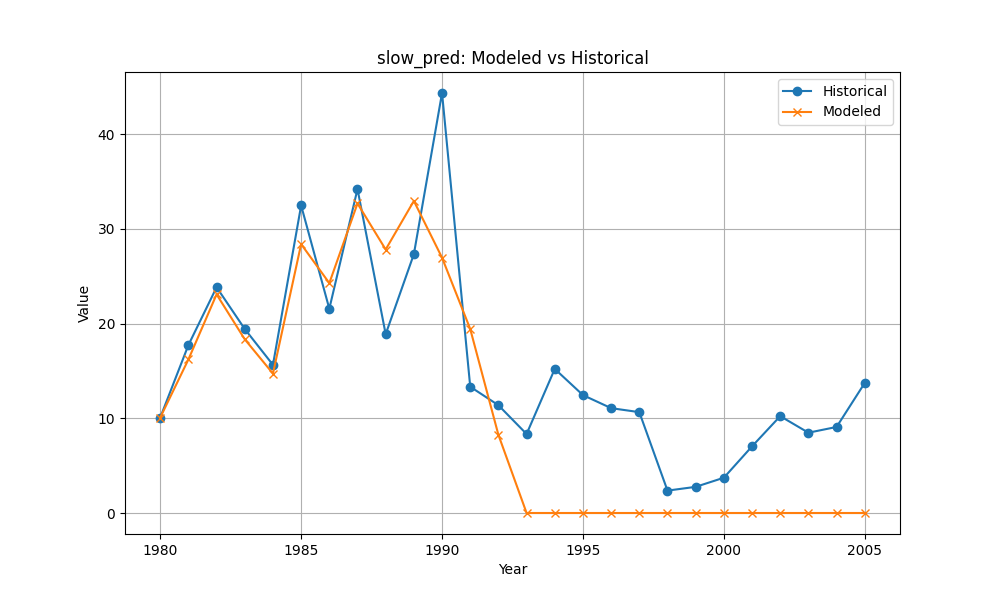 slow_pred: Modeled vs Historical
Historical
Modeled
Value
40
30
20
10
0
1980
1985
1990
1995
2000
2005
Year